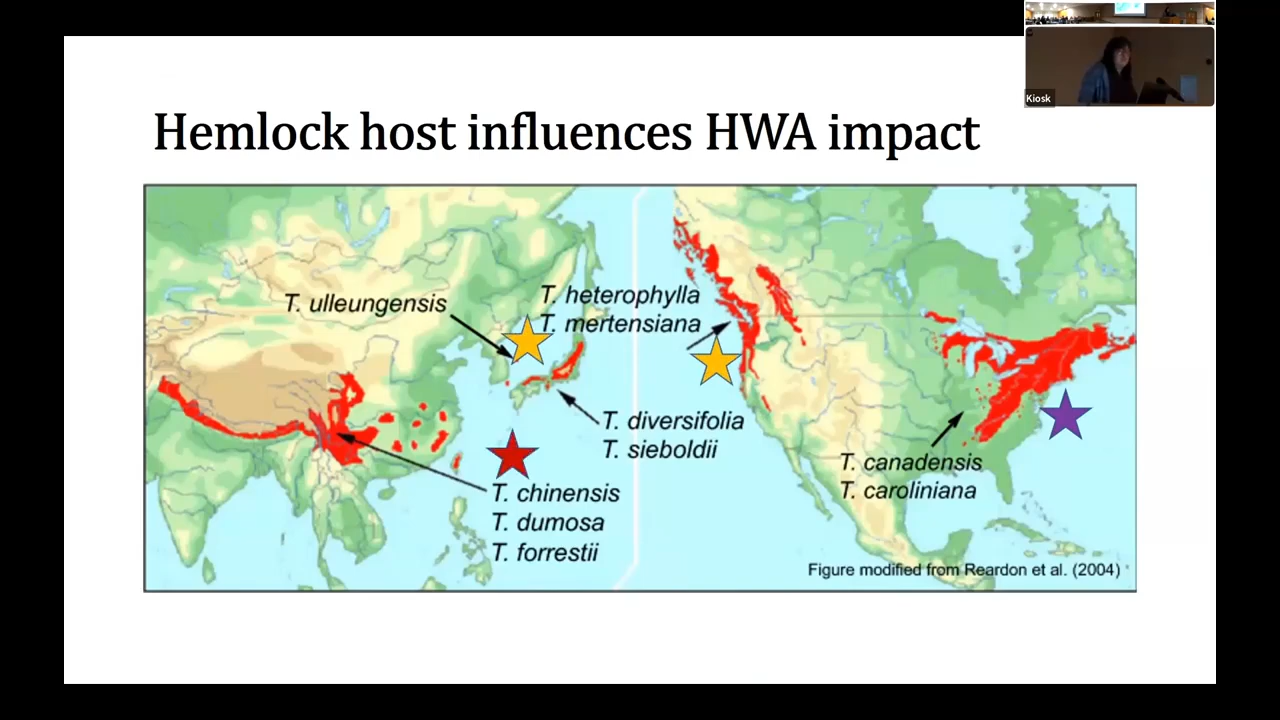 Kiosk
Hemlock host influences HWA impact
T. ulleungensis
T. heterophylla
T. mertensiana
T. diversifolia
T. sieboldii
T. canadensis
T. caroliniana
T. chinensis
T. dumosa
T. forrestii
Figure modified from Reardon et al. (2004)